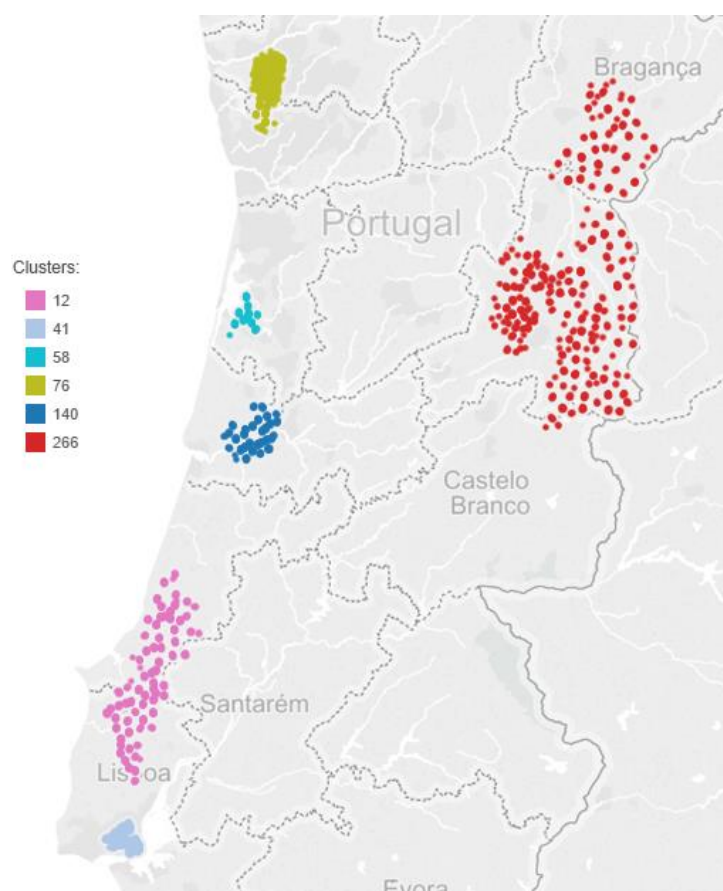 Bragança
Portugal
Clusters:
12
41
58
76
140
266
Castelo
Branco
Santarém
Lisboa
Evora